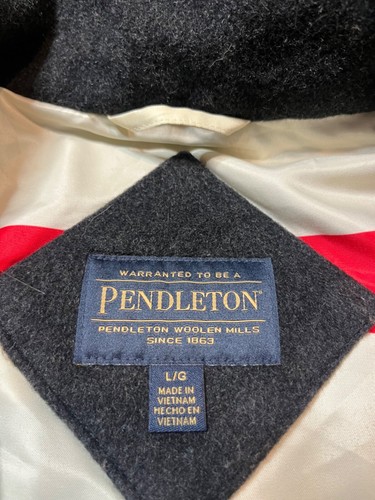 WARRANTED TO BE A
PENDLETON®
PENDLETON WOOLEN MILLS
SINCE 1863
L/G
MADE IN
VIETNAM
HECHO EN
VIETNAM